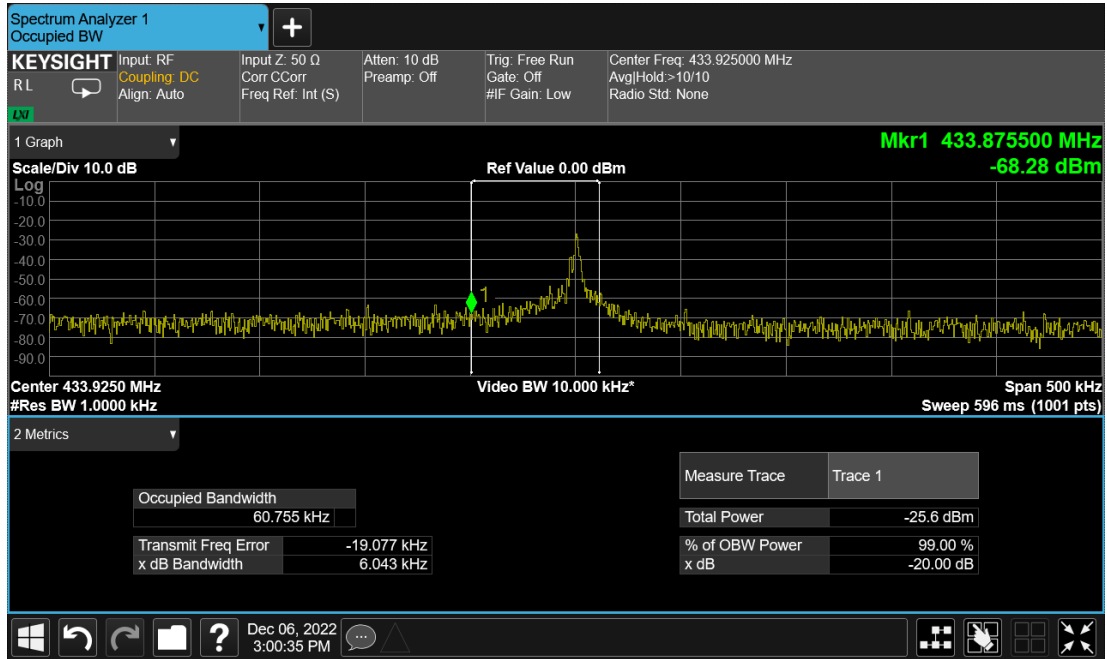 Spectrum Analyzer 1
Occupied BW
KEYSIGHT
R L
LXI
Input: RF
Coupling: DC
Align: Auto
Input Z: 50 Ω
Corr CCorr
Freq Ref: Int (S)
Atten: 10 dB
Preamp: Off
Trig: Free Run
Gate: Off
#IF Gain: Low
Center Freq: 433.925000 MHz
Avg|Hold:>10/10
Radio Std: None
1 Graph
Mkr1 433.875500 MHz
-68.28 dBm
Scale/Div 10.0 dB
Ref Value 0.00 dBm
Log
-10.0
-20.0
-30.0
-40.0
-50.0
-60.0
-70.0
-80.0
-90.0
1
Center 433.9250 MHz
Video BW 10.000 kHz*
Span 500 kHz
#Res BW 1.0000 kHz
Sweep 596 ms (1001 pts)
2 Metrics
Occupied Bandwidth
60.755 kHz
Transmit Freq Error -19.077 kHz
x dB Bandwidth 6.043 kHz
Measure Trace Trace 1
Total Power -25.6 dBm
% of OBW Power 99.00 %
x dB -20.00 dB
?
Dec 06, 2022
3:00:35 PM